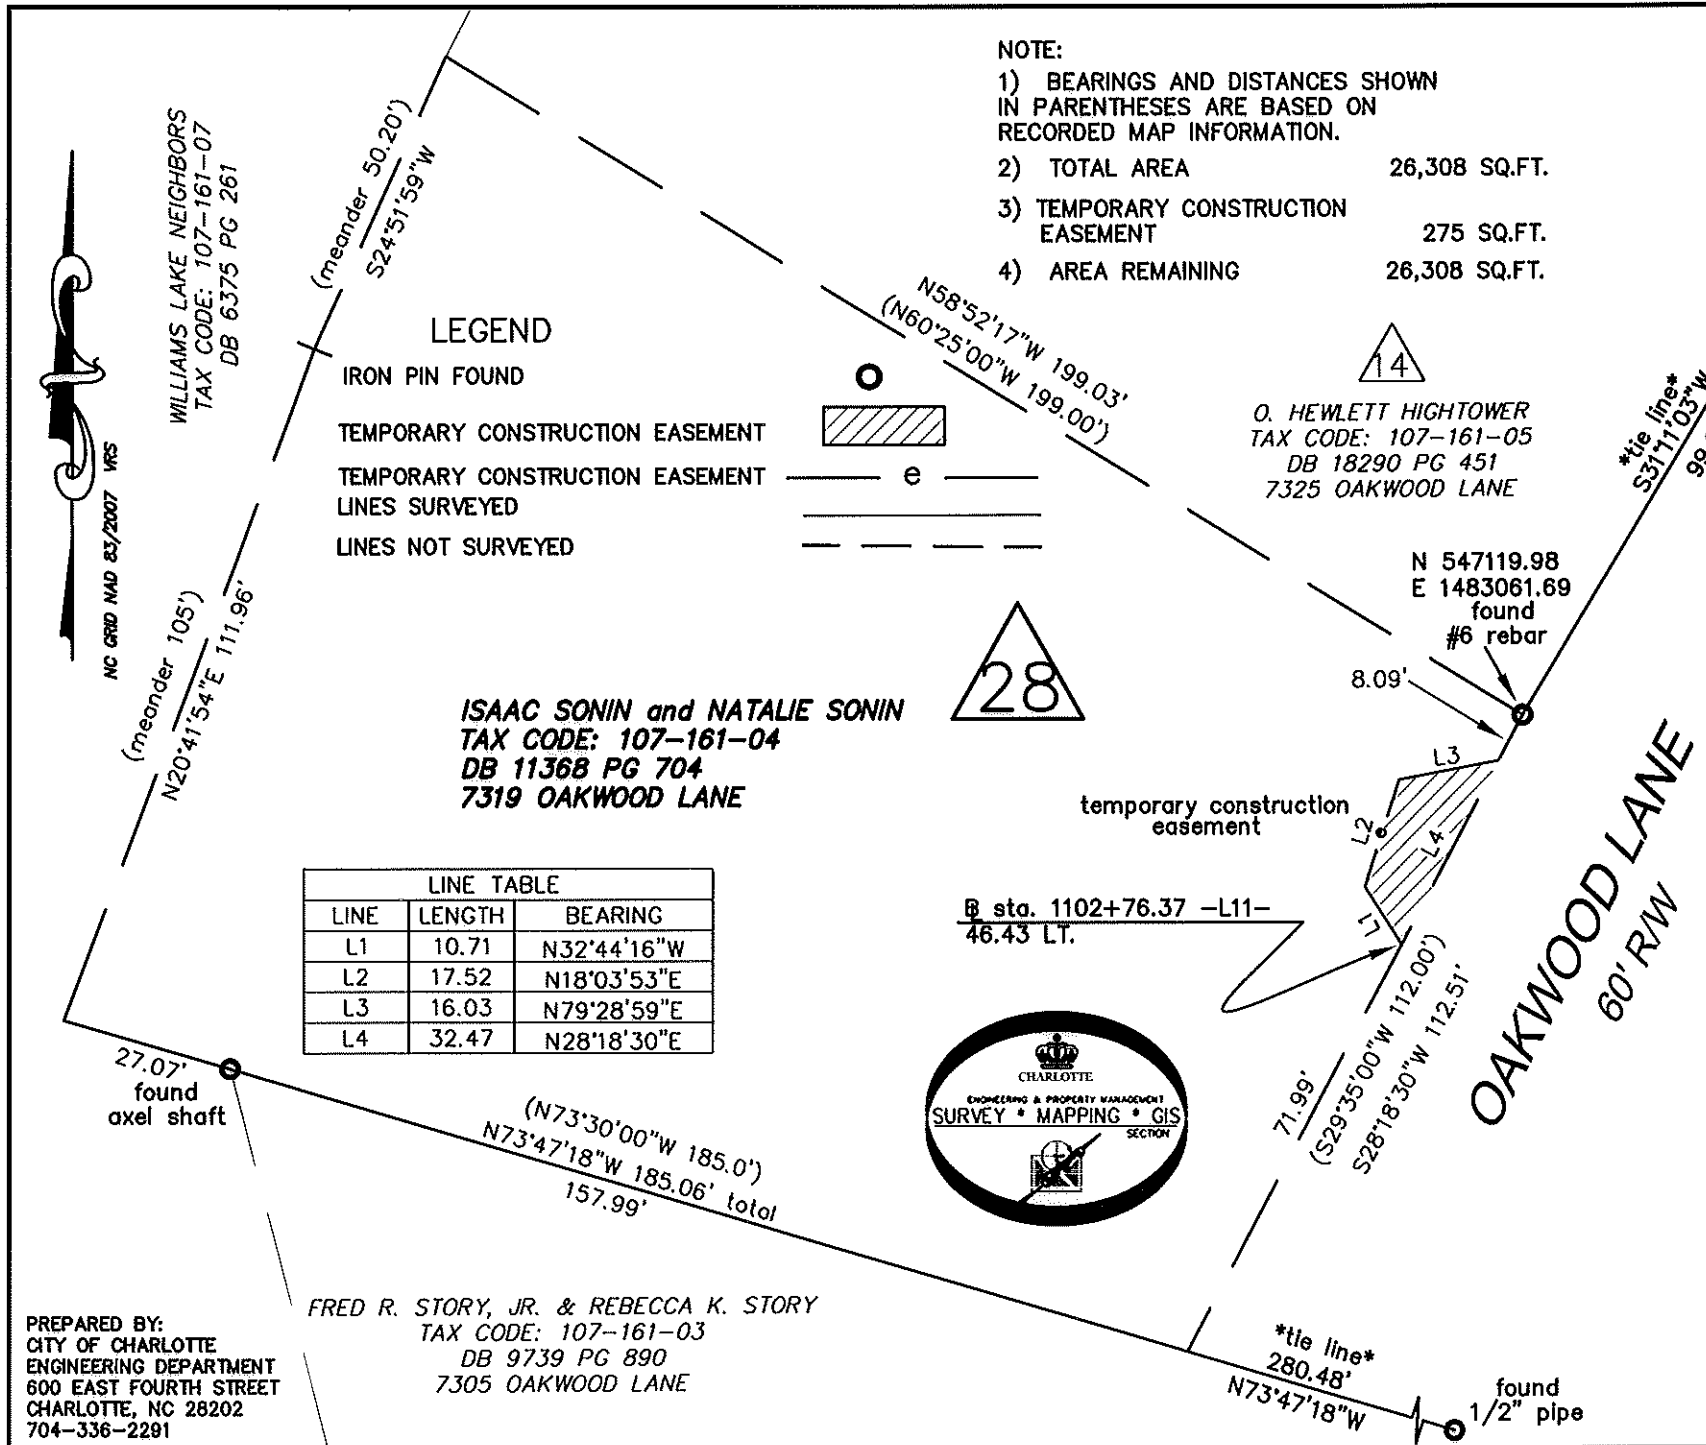 NOTE:
1) BEARINGS AND DISTANCES SHOWN
IN PARENTHESES ARE BASED ON
RECORDED MAP INFORMATION.
2) TOTAL AREA 26,308 SQ.FT.
3) TEMPORARY CONSTRUCTION
EASEMENT 275 SQ.FT.
4) AREA REMAINING 26,308 SQ.FT.
WILLIAMS LAKE NEIGHBORS
TAX CODE: 107-161-07
DB 6375 PG 261
(meander 50.20')
S24°51'59"W
NC GRID NAD 83/2007 VRS
LEGEND
IRON PIN FOUND
TEMPORARY CONSTRUCTION EASEMENT
TEMPORARY CONSTRUCTION EASEMENT e
LINES SURVEYED
LINES NOT SURVEYED
N58°52'17"W 199.03'
(N60°25'00"W 199.00')
14
O. HEWLETT HIGHTOWER
TAX CODE: 107-161-05
DB 18290 PG 451
7325 OAKWOOD LANE
*tie line*
S31°11'03"W
99.
N 547119.98
E 1483061.69
found
#6 rebar
8.09'
(meander 105')
N20°41'54"E 111.96'
28
ISAAC SONIN and NATALIE SONIN
TAX CODE: 107-161-04
DB 11368 PG 704
7319 OAKWOOD LANE
L3
L2
L4
L1
temporary construction
easement
OAKWOOD LANE
60' R/W
LINE TABLE
LINE LENGTH BEARING
L1 10.71 N32°44'16"W
L2 17.52 N18°03'53"E
L3 16.03 N79°28'59"E
L4 32.47 N28°18'30"E
sta. 1102+76.37 -L11-
46.43 LT.
CHARLOTTE
ENGINEERING & PROPERTY MANAGEMENT
SURVEY * MAPPING * GIS
SECTION
71.99'
(S29°35'00"W 112.00')
S28°18'30"W 112.51'
27.07'
found
axel shaft
(N73°30'00"W 185.0')
N73°47'18"W 185.06' total
157.99'
FRED R. STORY, JR. & REBECCA K. STORY
TAX CODE: 107-161-03
DB 9739 PG 890
7305 OAKWOOD LANE
PREPARED BY:
CITY OF CHARLOTTE
ENGINEERING DEPARTMENT
600 EAST FOURTH STREET
CHARLOTTE, NC 28202
704-336-2291
*tie line*
280.48'
N73°47'18"W
found
1/2" pipe